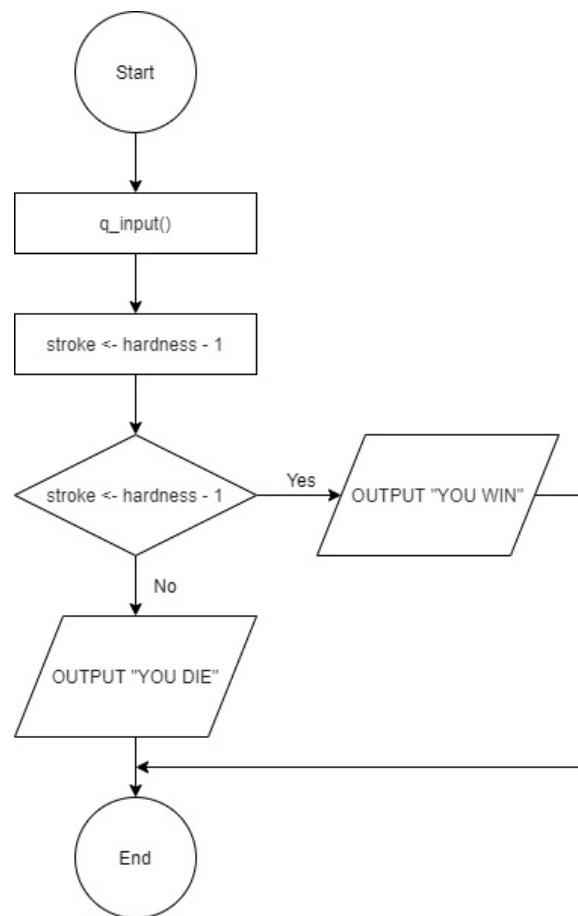 Start
q_input()
stroke <- hardness - 1
stroke <- hardness - 1
Yes
OUTPUT "YOU WIN"
No
OUTPUT "YOU DIE"
End